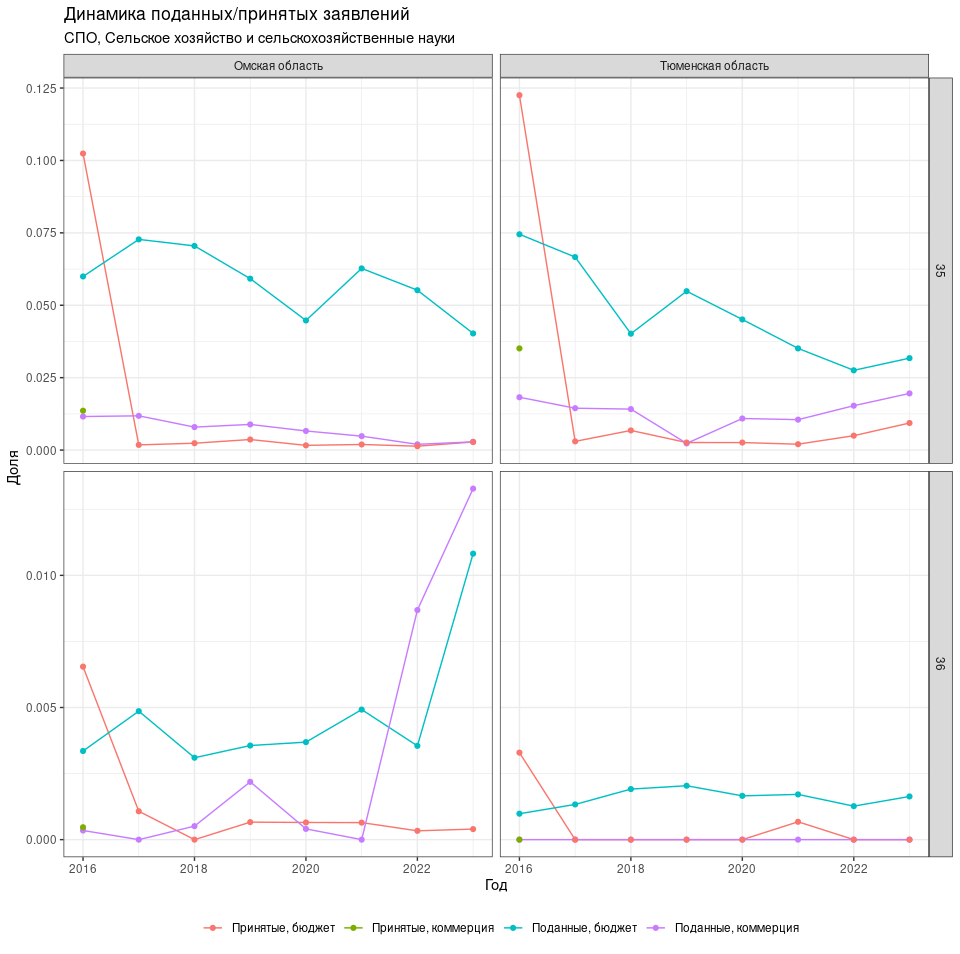 Динамика поданных/принятых заявлений
СПО, Сельское хозяйство и сельскохозяйственные науки
Омская область
Тюменская область
0.125
0.100
0.075
0.050
0.025
0.000
35
Доля
0.010
0.005
0.000
36
2016 2018 2020 2022 2016 2018 2020 2022
Год
Принятые, бюджет Принятые, коммерция Поданные, бюджет Поданные, коммерция